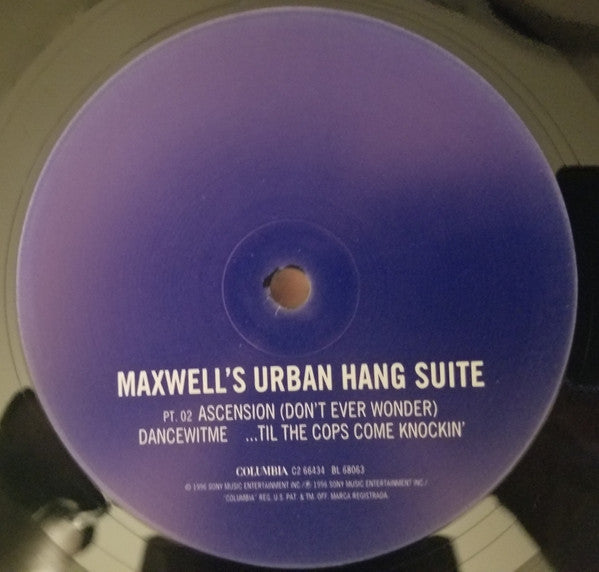 MAXWELL'S URBAN HANG SUITE
PT. 02 ASCENSION (DON'T EVER WONDER)
DANCEWITME ...TIL THE COPS COME KNOCKIN'
COLUMBIA C2 66434 BL 68063
© 1996 SONY MUSIC ENTERTAINMENT INC./℗ 1996 SONY MUSIC ENTERTAINMENT INC./
"COLUMBIA" REG. U.S. PAT. & TM. OFF. MARCA REGISTRADA.